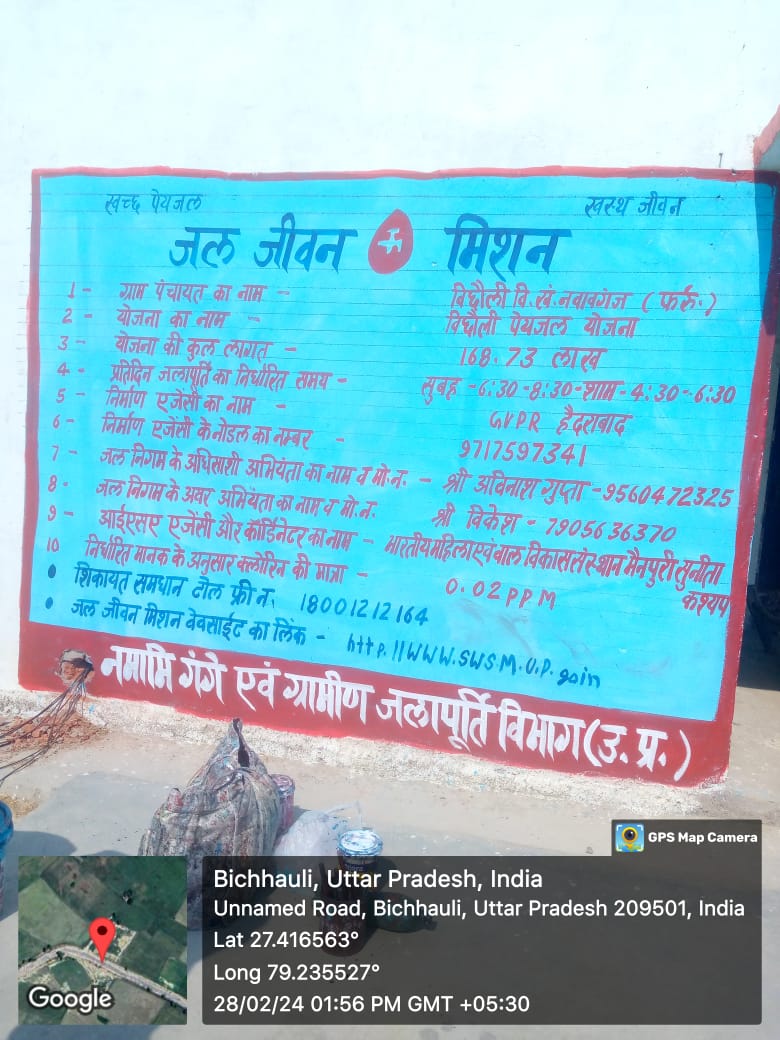 स्वच्छ पेयजल स्वस्थ जीवन
जल जीवन मिशन
1 - ग्राम पंचायत का नाम - विछौली वि.खं.नवाबगंज (फर्रु.)
2 - योजना का नाम - विछौली पेयजल योजना
3 - योजना की कुल लागत - 168.73 लाख
4 - प्रतिदिन जलापूर्ति का निर्धारित समय - सुबह -6:30 -8:30-शाम-4:30-6:30
5 - निर्माण एजेंसी का नाम - GVPR हैदराबाद
6 - निर्माण एजेंसी के नोडल का नम्बर - 9717597341
7 - जल निगम के अधिसाशी अभियंता का नाम व मो.न. - श्री अविनाश गुप्ता -9560472325
8 - जल निगम के अवर अभियंता का नाम व मो.न. श्री विकेश - 7905636370
9 - आईएसए एजेंसी और कॉर्डिनेटर का नाम - भारतीय महिला एवं बाल विकास संस्थान मैनपुरी सुनीता कश्यप
10 निर्धारित मानक के अनुसार क्लोरिन की मात्रा - 0.02 PPM
• शिकायत समधान टोल फ्री न. 18001212164
• जल जीवन मिशन वेवसाईट का लिंक - http.//WWW.SWSM.U.P.goin
नमामि गंगे एवं ग्रामीण जलापूर्ति विभाग (उ.प्र.)
GPS Map Camera
Bichhauli, Uttar Pradesh, India
Unnamed Road, Bichhauli, Uttar Pradesh 209501, India
Lat 27.416563°
Long 79.235527°
28/02/24 01:56 PM GMT +05:30
Google